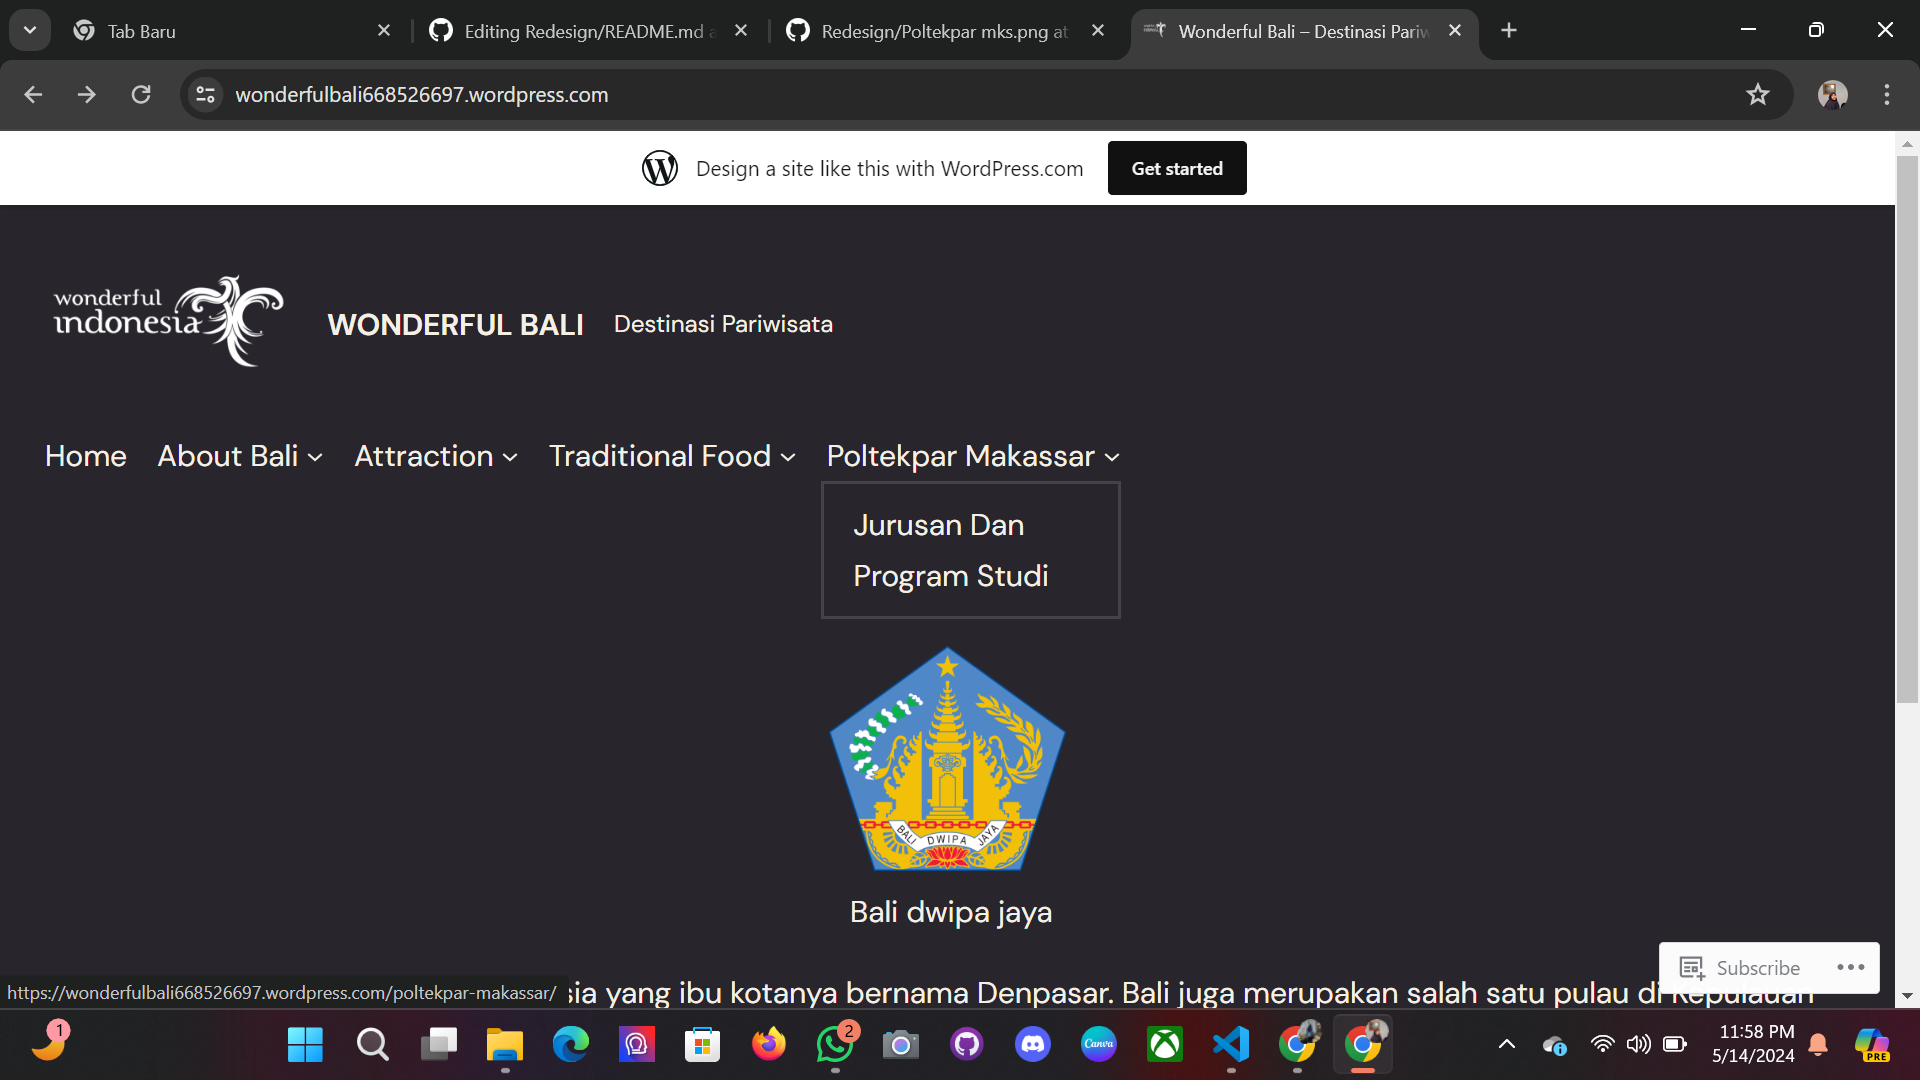 Tab Baru
Editing Redesign/README.md a
Redesign/Poltekpar mks.png at
Wonderful Bali – Destinasi Pariw
wonderfulbali668526697.wordpress.com
Design a site like this with WordPress.com
Get started
wonderful
indonesia
WONDERFUL BALI
Destinasi Pariwisata
Home
About Bali
Attraction
Traditional Food
Poltekpar Makassar
Jurusan Dan
Program Studi
BALI DWIPA JAYA
Bali dwipa jaya
Subscribe
https://wonderfulbali668526697.wordpress.com/poltekpar-makassar/
sia yang ibu kotanya bernama Denpasar. Bali juga merupakan salah satu pulau di Kepulauan
1
2
Canva
11:58 PM
5/14/2024
PRE